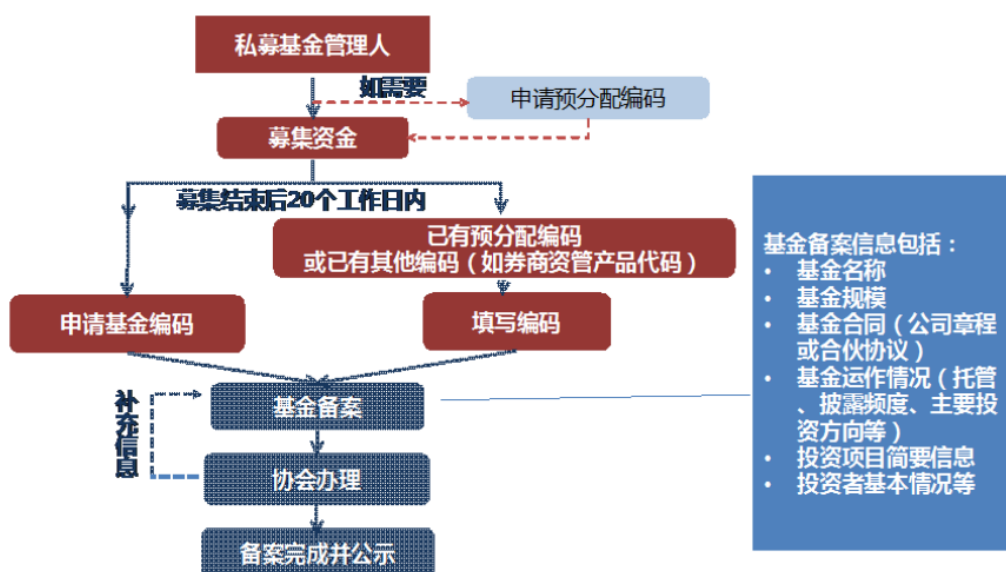 私募基金管理人
如需要
申请预分配编码
募集资金
募集结束后20个工作日内
已有预分配编码
或已有其他编码（如券商资管产品代码）
申请基金编码
填写编码
基金备案
补充信息
协会办理
备案完成并公示
基金备案信息包括：
• 基金名称
• 基金规模
• 基金合同（公司章程
或合伙协议）
• 基金运作情况（托管
、披露频度、主要投
资方向等）
• 投资项目简要信息
• 投资者基本情况等